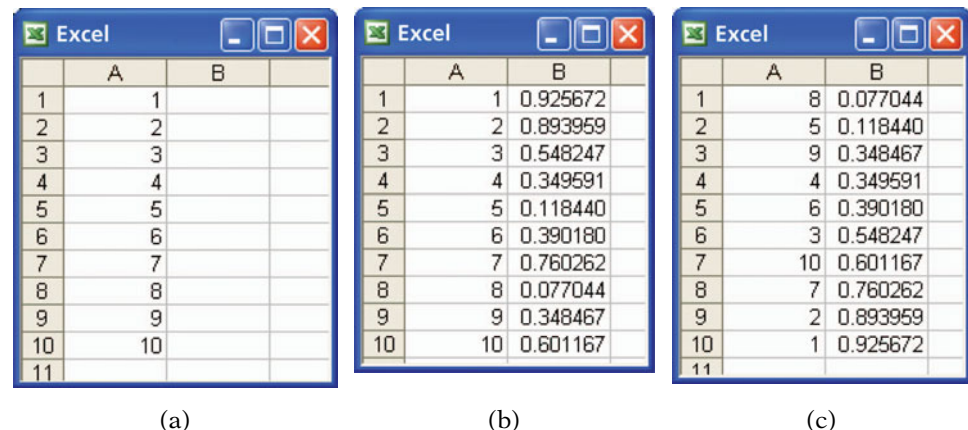 Excel
A B
1 1
2 2
3 3
4 4
5 5
6 6
7 7
8 8
9 9
10 10
11
(a)
Excel
A B
1 1 0.925672
2 2 0.893959
3 3 0.548247
4 4 0.349591
5 5 0.118440
6 6 0.390180
7 7 0.760262
8 8 0.077044
9 9 0.348467
10 10 0.601167
(b)
Excel
A B
1 8 0.077044
2 5 0.118440
3 9 0.348467
4 4 0.349591
5 6 0.390180
6 3 0.548247
7 10 0.601167
8 7 0.760262
9 2 0.893959
10 1 0.925672
11
(c)